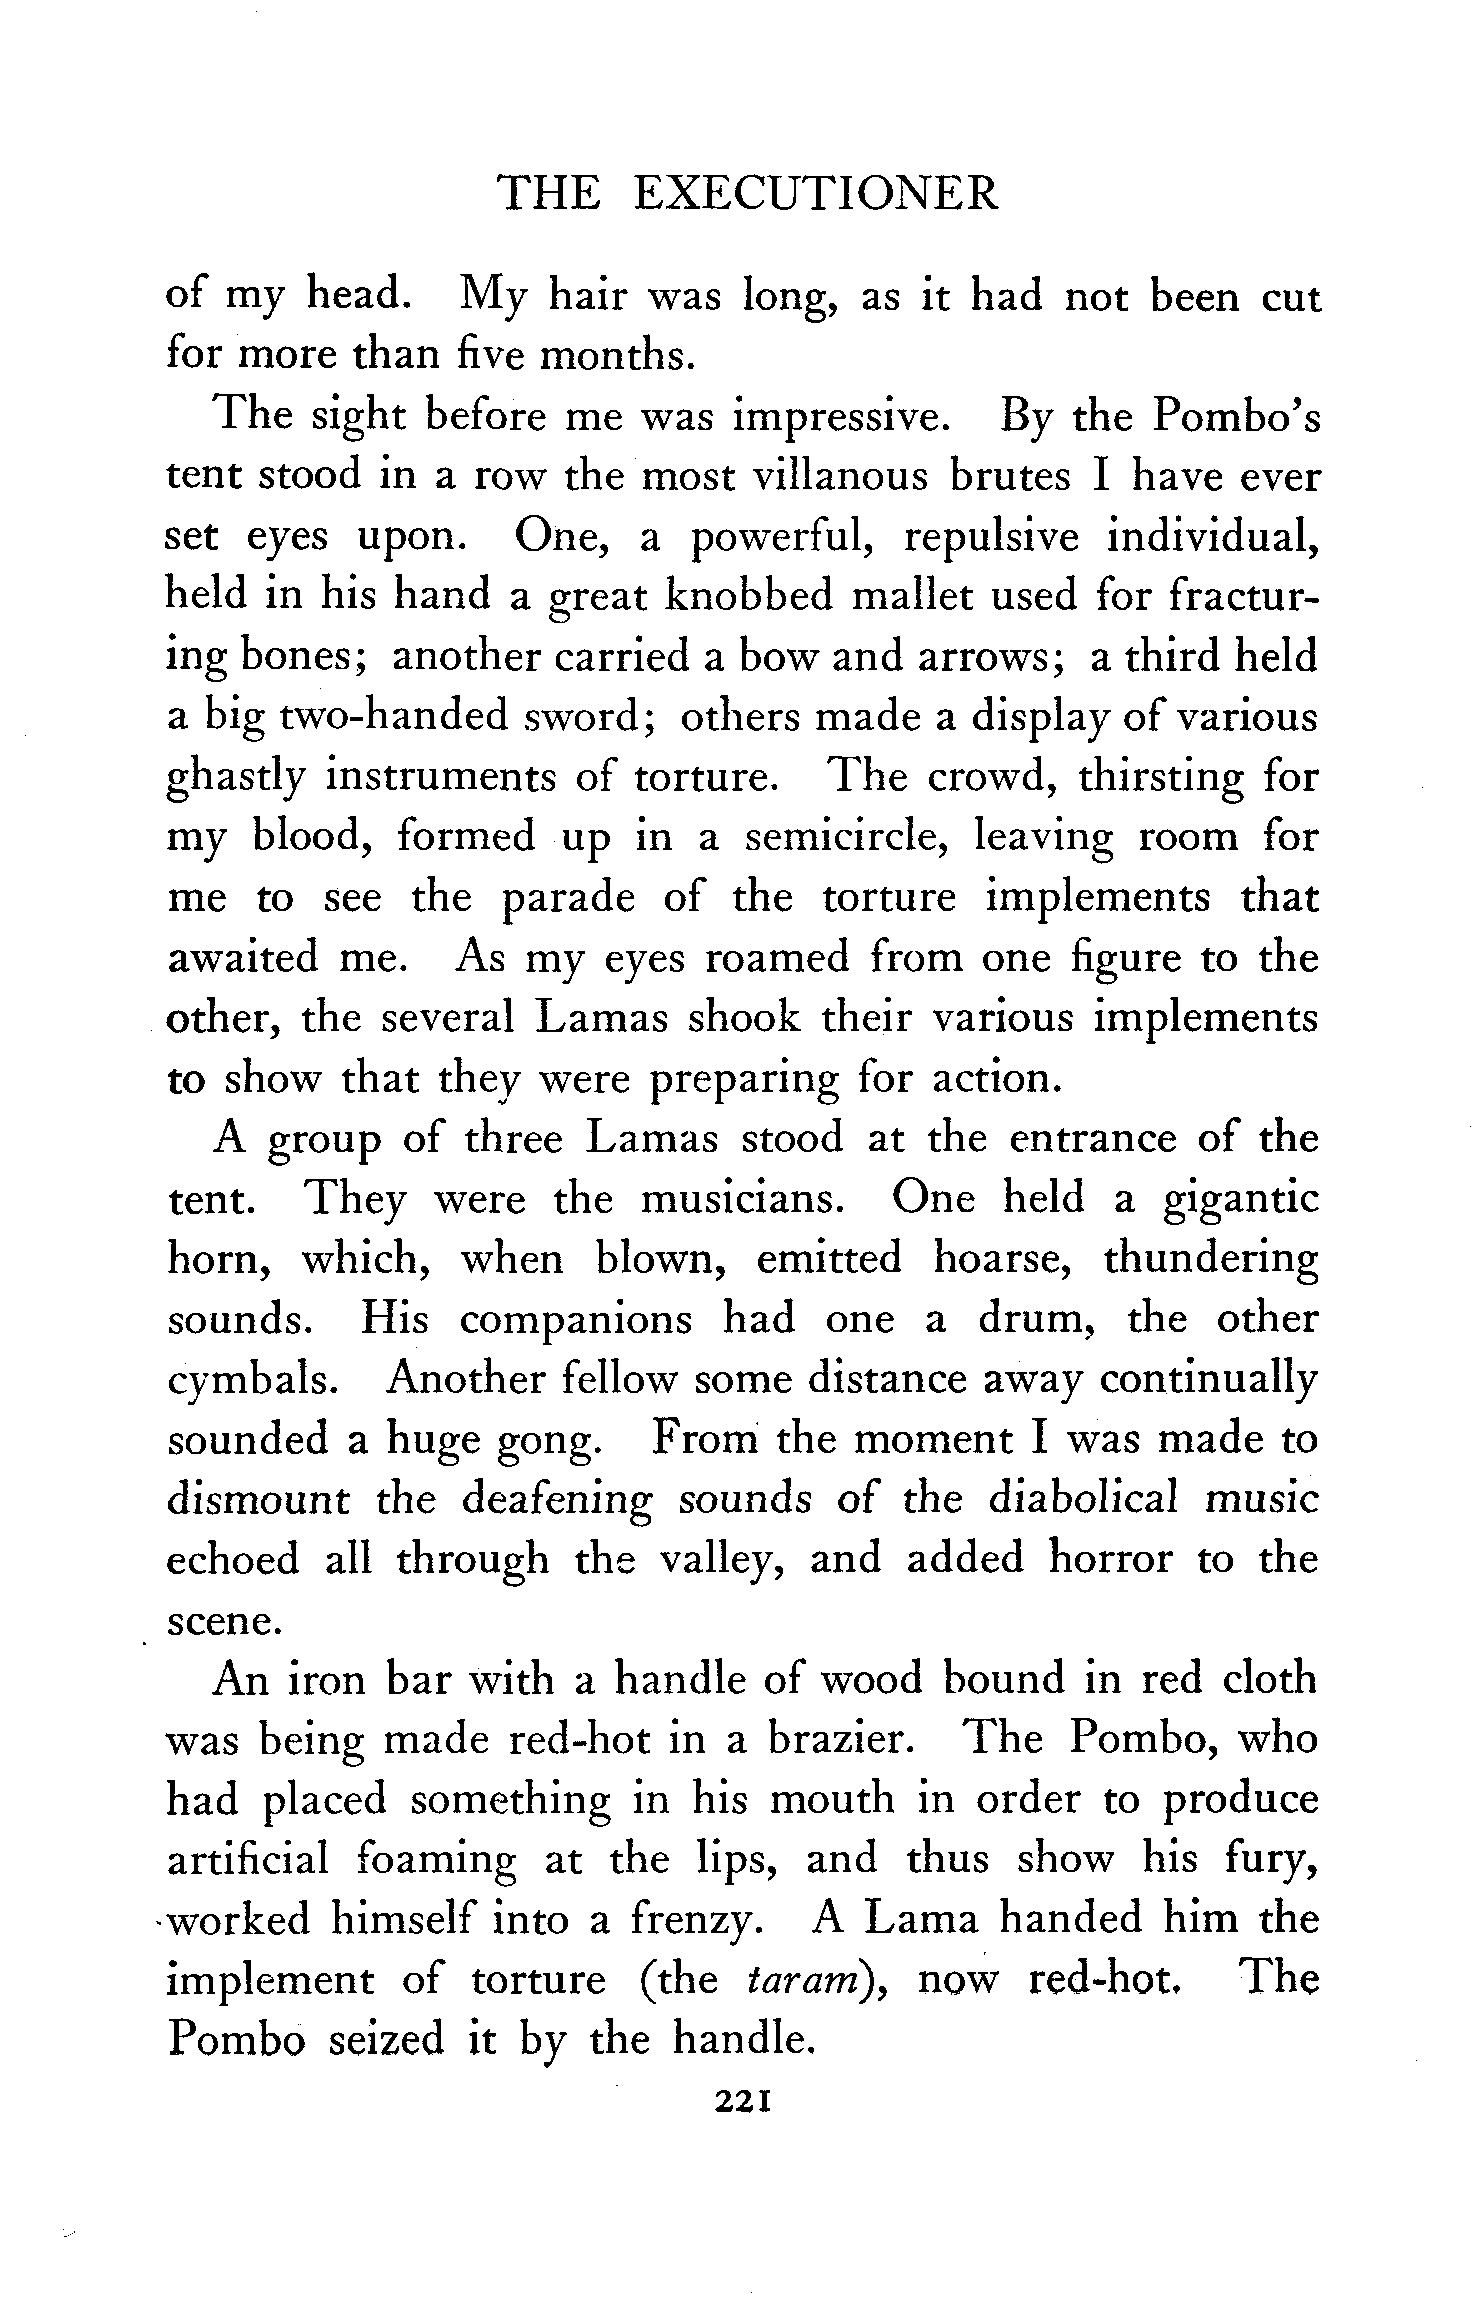 THE EXECUTIONER
of my head. My hair was long, as it had not been cut
for more than five months.
The sight before me was impressive. By the Pombo's
tent stood in a row the most villanous brutes I have ever
set eyes upon. One, a powerful, repulsive individual,
held in his hand a great knobbed mallet used for fractur-
ing bones; another carried a bow and arrows; a third held
a big two-handed sword; others made a display of various
ghastly instruments of torture. The crowd, thirsting for
my blood, formed up in a semicircle, leaving room for
me to see the parade of the torture implements that
awaited me. As my eyes roamed from one figure to the
other, the several Lamas shook their various implements
to show that they were preparing for action.
A group of three Lamas stood at the entrance of the
tent. They were the musicians. One held a gigantic
horn, which, when blown, emitted hoarse, thundering
sounds. His companions had one a drum, the other
cymbals. Another fellow some distance away continually
sounded a huge gong. From the moment I was made to
dismount the deafening sounds of the diabolical music
echoed all through the valley, and added horror to the
scene.
An iron bar with a handle of wood bound in red cloth
was being made red-hot in a brazier. The Pombo, who
had placed something in his mouth in order to produce
artificial foaming at the lips, and thus show his fury,
worked himself into a frenzy. A Lama handed him the
implement of torture (the taram), now red-hot. The
Pombo seized it by the handle.
221